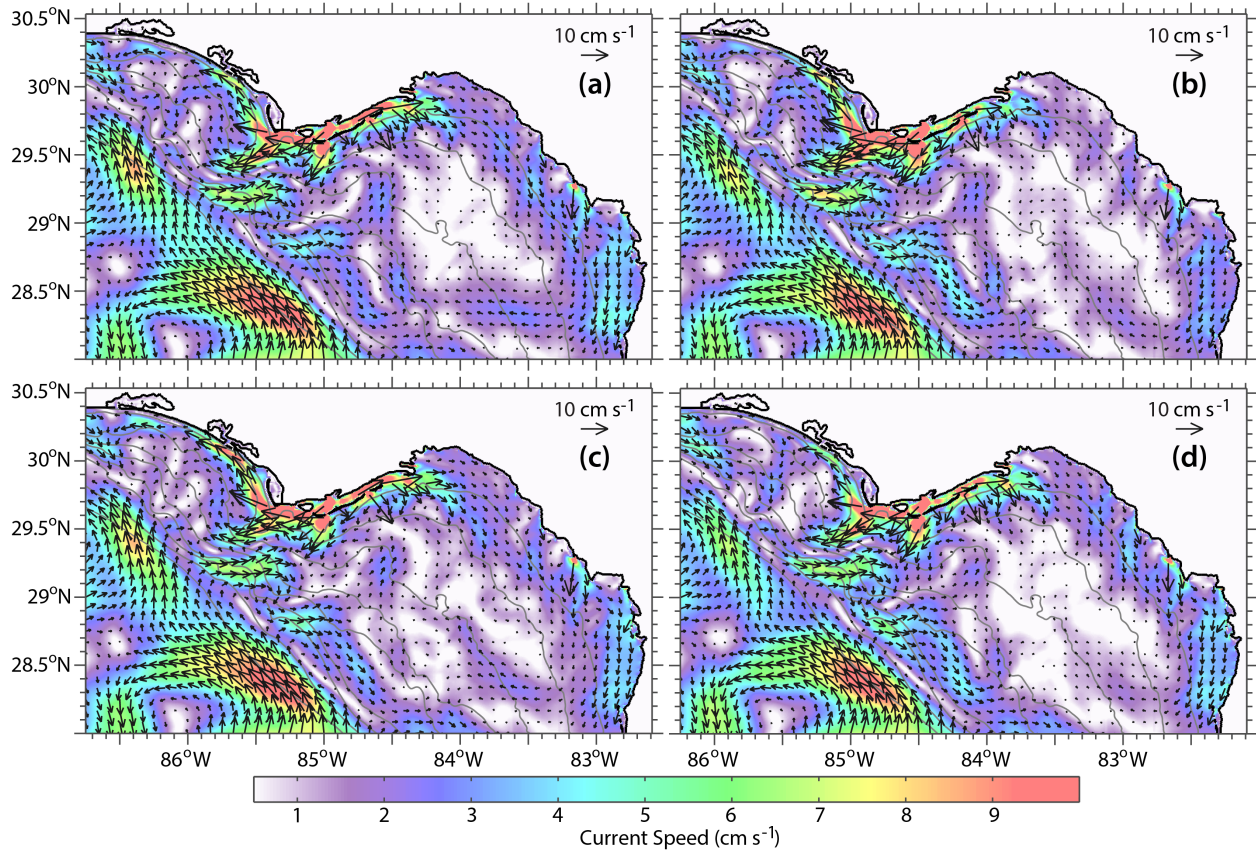 30.5°N
30°N
29.5°N
29°N
28.5°N
10 cm s⁻¹
(a)
10 cm s⁻¹
(b)
30.5°N
30°N
29.5°N
29°N
28.5°N
10 cm s⁻¹
(c)
10 cm s⁻¹
(d)
86°W 85°W 84°W 83°W 86°W 85°W 84°W 83°W
1 2 3 4 5 6 7 8 9
Current Speed (cm s⁻¹)